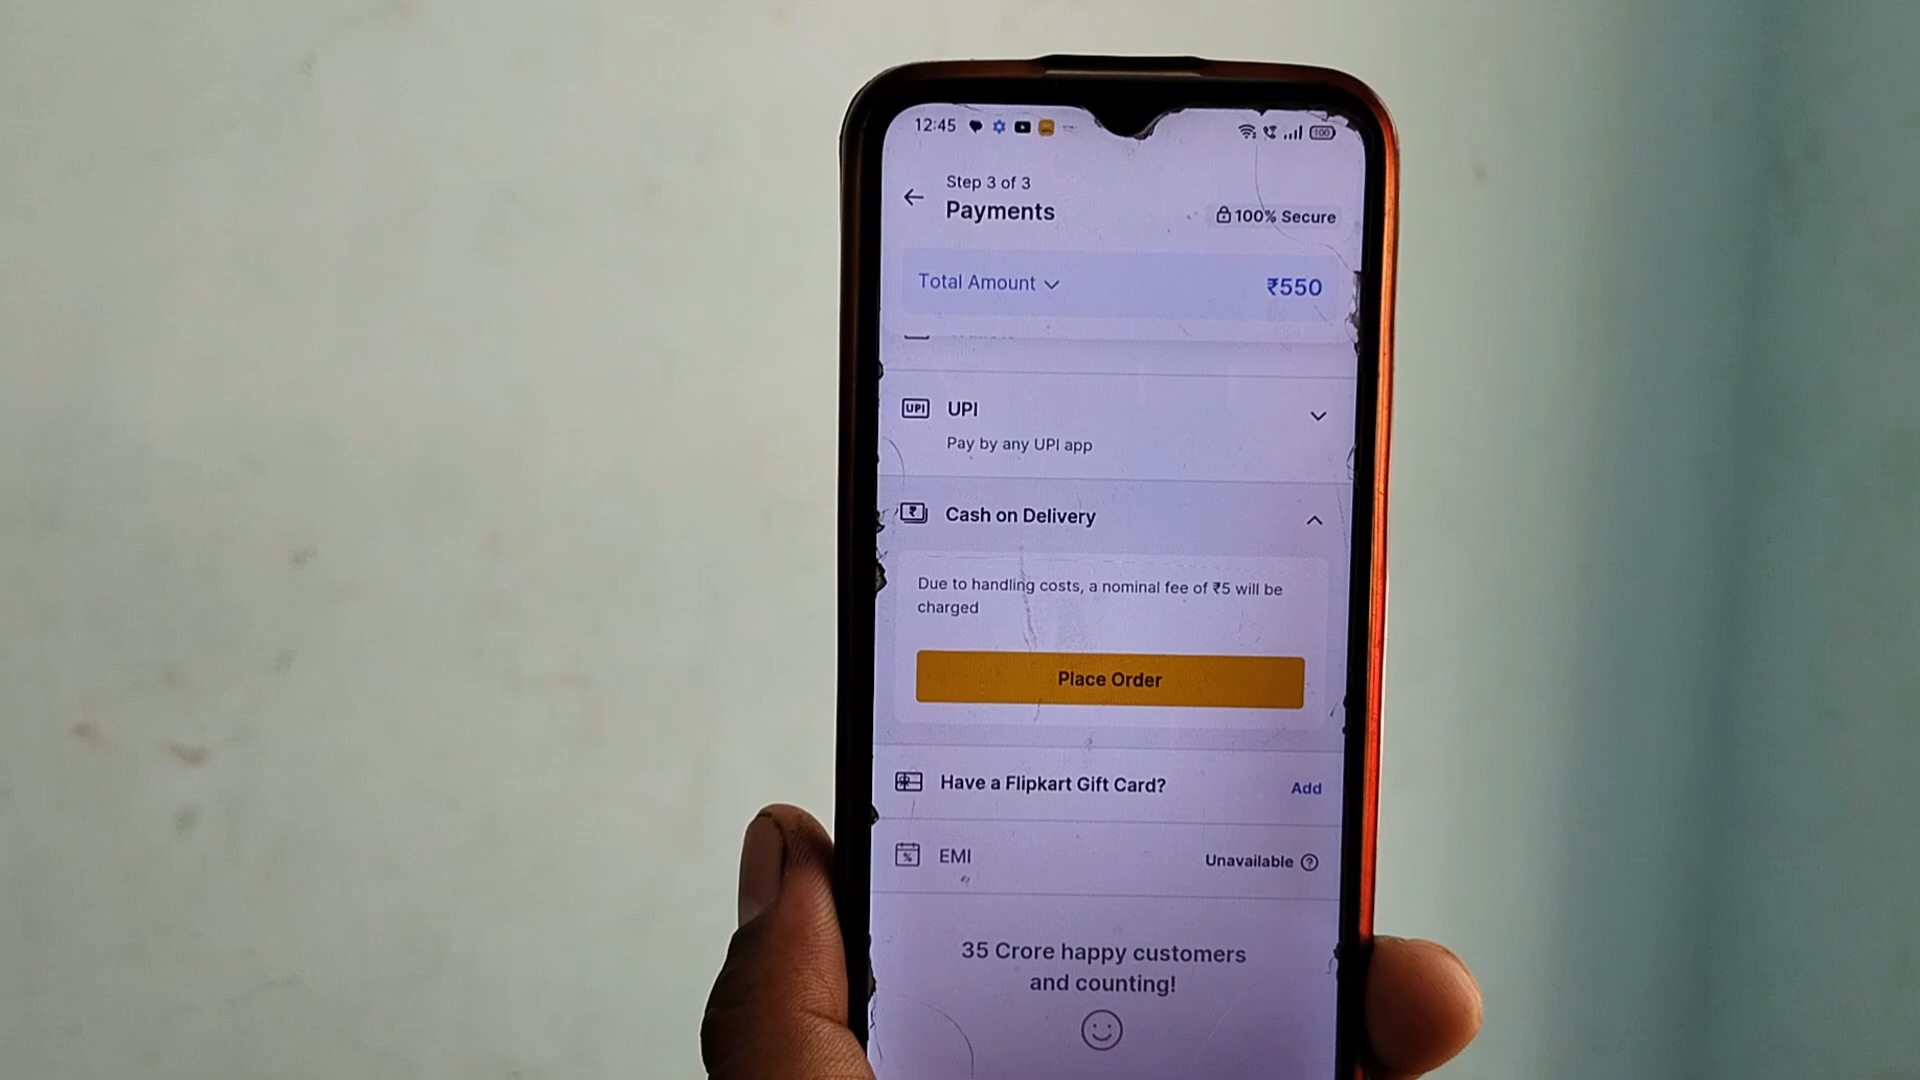 12:45
100
Step 3 of 3
Payments
100% Secure
Total Amount
₹550
UPI
UPI
Pay by any UPI app
Cash on Delivery
Due to handling costs, a nominal fee of ₹5 will be
charged
Place Order
Have a Flipkart Gift Card?
Add
EMI
Unavailable
35 Crore happy customers
and counting!